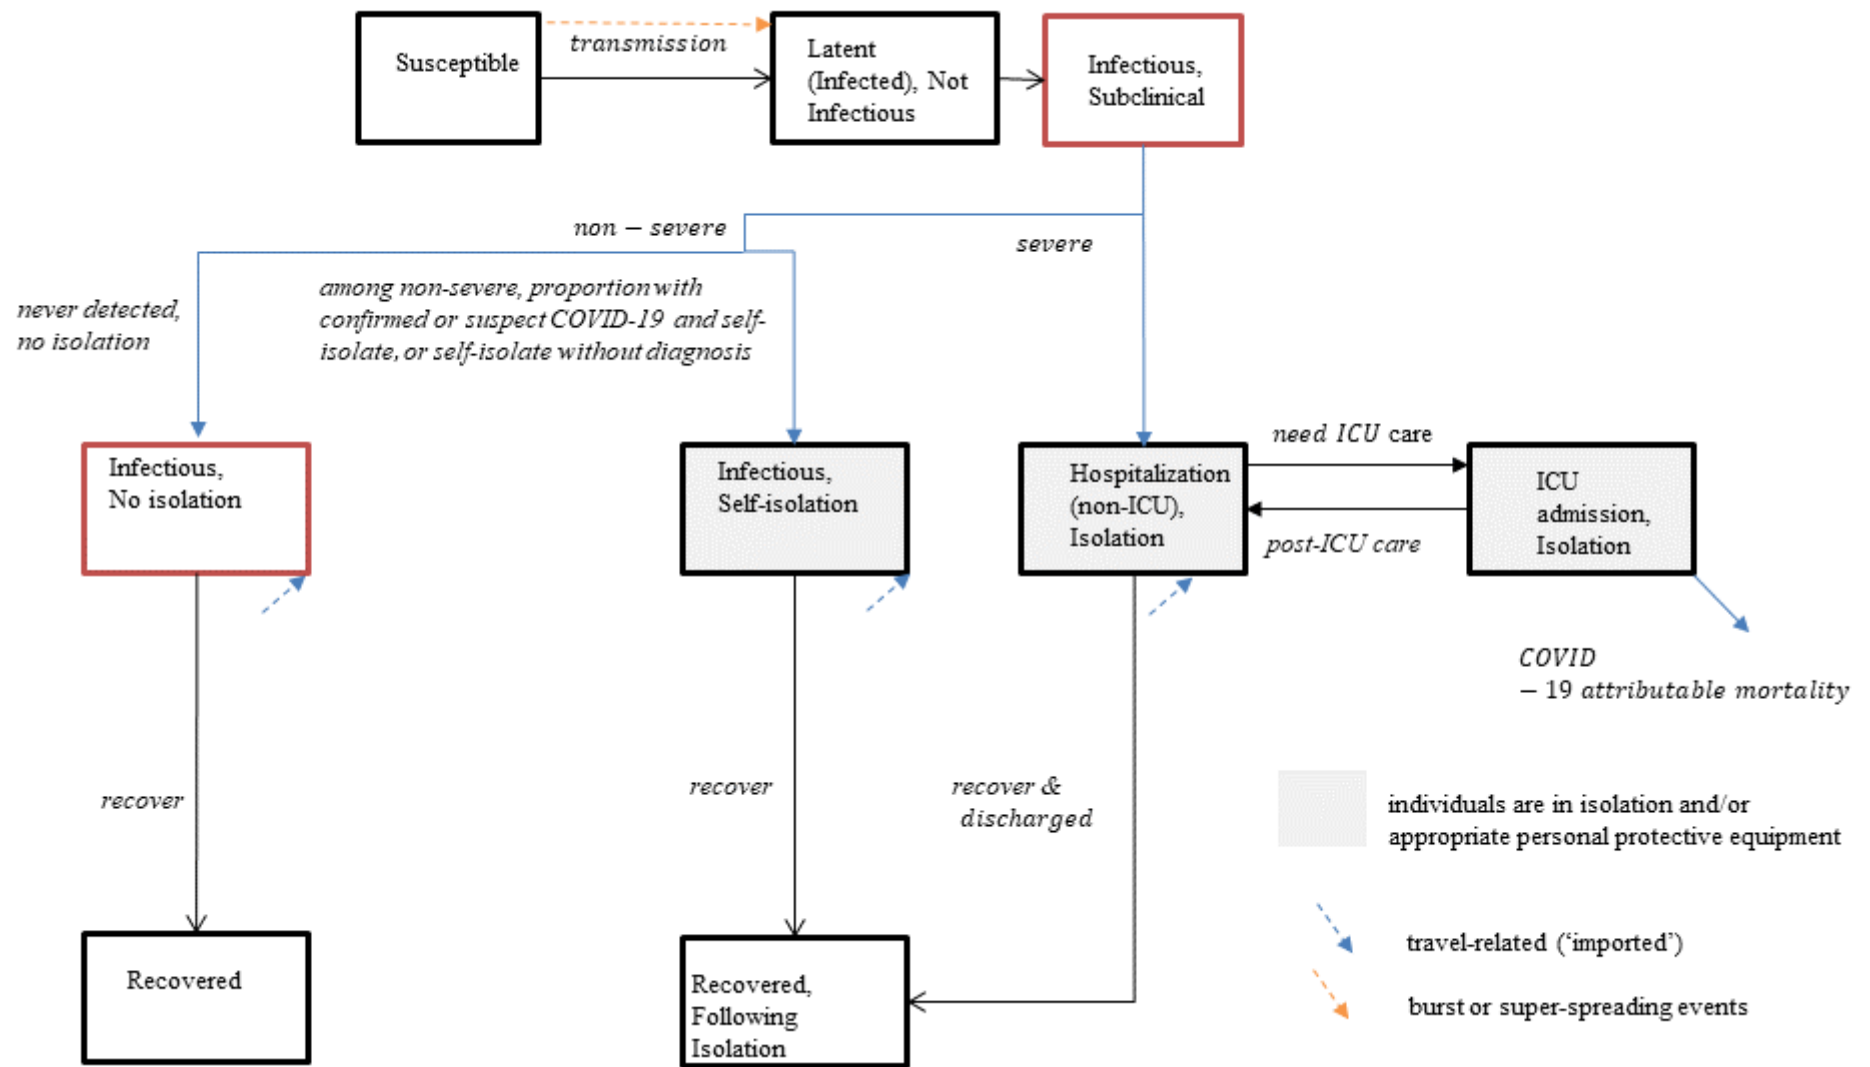 Susceptible
transmission
Latent
(Infected), Not
Infectious
Infectious,
Subclinical
non − severe
severe
never detected,
no isolation
among non-severe, proportion with
confirmed or suspect COVID-19 and self-
isolate, or self-isolate without diagnosis
Infectious,
No isolation
Infectious,
Self-isolation
Hospitalization
(non-ICU),
Isolation
need ICU care
post-ICU care
ICU
admission,
Isolation
COVID
− 19 attributable mortality
recover
recover
recover &
discharged
individuals are in isolation and/or
appropriate personal protective equipment
travel-related (‘imported’)
burst or super-spreading events
Recovered
Recovered,
Following
Isolation